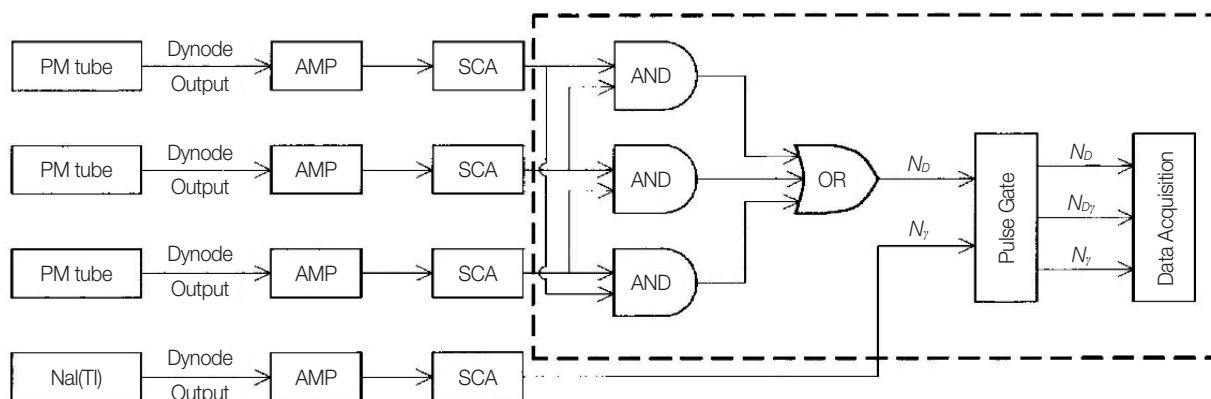 PM tube
Dynode
Output
AMP
SCA
AND
PM tube
Dynode
Output
AMP
SCA
AND
OR
N_D
PM tube
Dynode
Output
AMP
SCA
AND
N_γ
Pulse Gate
N_D
N_Dγ
N_γ
Data Acquisition
NaI(Tl)
Dynode
Output
AMP
SCA